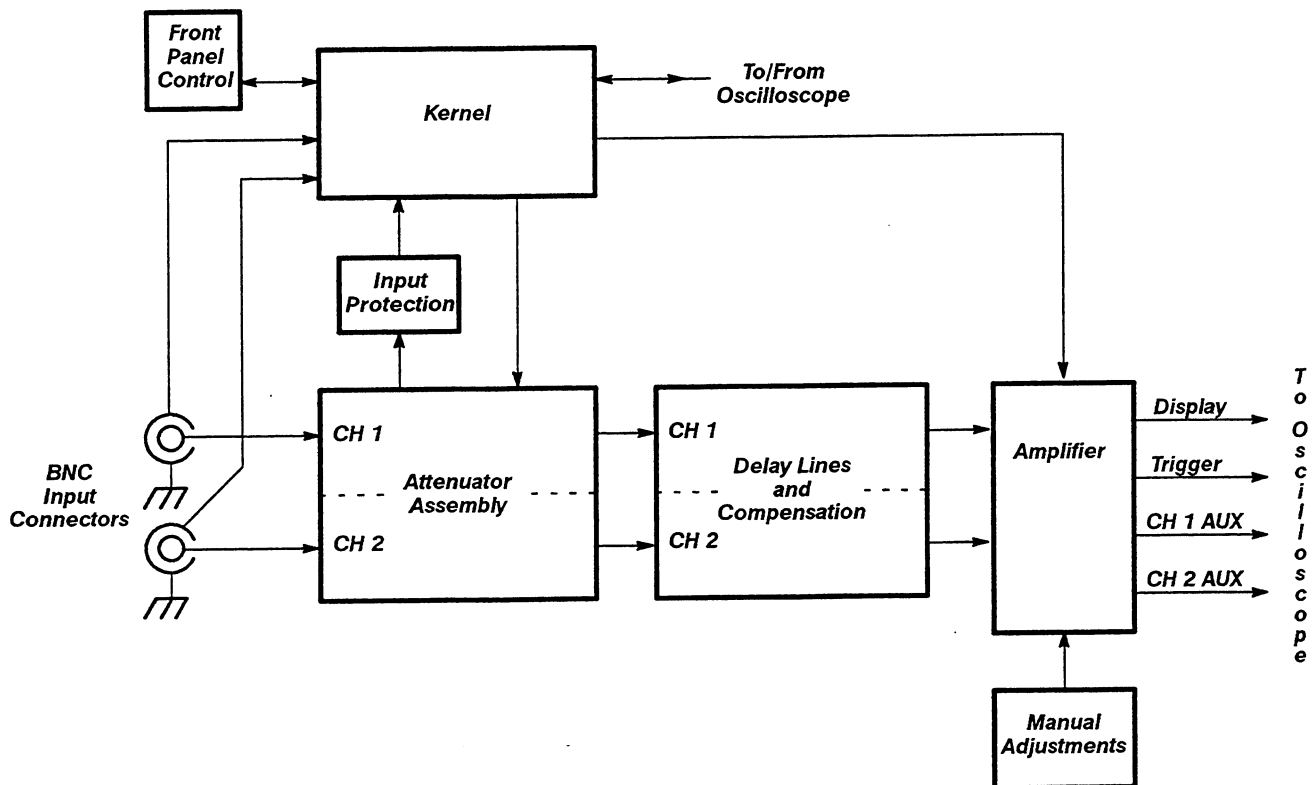 Front
Panel
Control
Kernel
To/From
Oscilloscope
Input
Protection
BNC
Input
Connectors
CH 1
Attenuator
Assembly
CH 2
CH 1
Delay Lines
and
Compensation
CH 2
Amplifier
Display
Trigger
CH 1 AUX
CH 2 AUX
To Oscilloscope
Manual
Adjustments